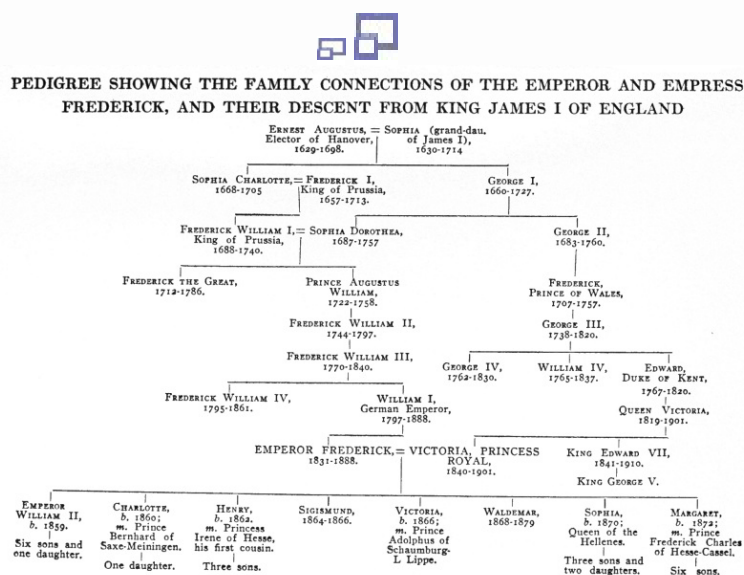 PEDIGREE SHOWING THE FAMILY CONNECTIONS OF THE EMPEROR AND EMPRESS
FREDERICK, AND THEIR DESCENT FROM KING JAMES I OF ENGLAND
ERNEST AUGUSTUS, = SOPHIA (grand-dau.
Elector of Hanover, of James I),
1629-1698. 1630-1714
SOPHIA CHARLOTTE, = FREDERICK I,
1668-1705 King of Prussia,
1657-1713.
GEORGE I,
1660-1727.
FREDERICK WILLIAM I, = SOPHIA DOROTHEA,
King of Prussia, 1687-1757
1688-1740.
GEORGE II,
1683-1760.
FREDERICK THE GREAT,
1712-1786.
PRINCE AUGUSTUS
WILLIAM,
1722-1758.
FREDERICK,
PRINCE OF WALES,
1707-1757.
FREDERICK WILLIAM II,
1744-1797.
GEORGE III,
1738-1820.
FREDERICK WILLIAM III,
1770-1840.
GEORGE IV,
1762-1830.
WILLIAM IV,
1765-1837.
EDWARD,
DUKE OF KENT,
1767-1820.
FREDERICK WILLIAM IV,
1795-1861.
WILLIAM I,
German Emperor,
1797-1888.
QUEEN VICTORIA,
1819-1901.
EMPEROR FREDERICK, = VICTORIA, PRINCESS
1831-1888. ROYAL,
1840-1901.
KING EDWARD VII,
1841-1910.
KING GEORGE V.
EMPEROR
WILLIAM II,
b. 1859.
Six sons and
one daughter.
CHARLOTTE,
b. 1860;
m. Prince
Bernhard of
Saxe-Meiningen.
One daughter.
HENRY,
b. 1862.
m. Princess
Irene of Hesse,
his first cousin.
Three sons.
SIGISMUND,
1864-1866.
VICTORIA,
b. 1866;
m. Prince
Adolphus of
Schaumburg-
L Lippe.
WALDEMAR,
1868-1879
SOPHIA,
b. 1870;
Queen of the
Hellenes.
Three sons and
two daughters.
MARGARET,
b. 1872;
m. Prince
Frederick Charles
of Hesse-Cassel.
Six sons.